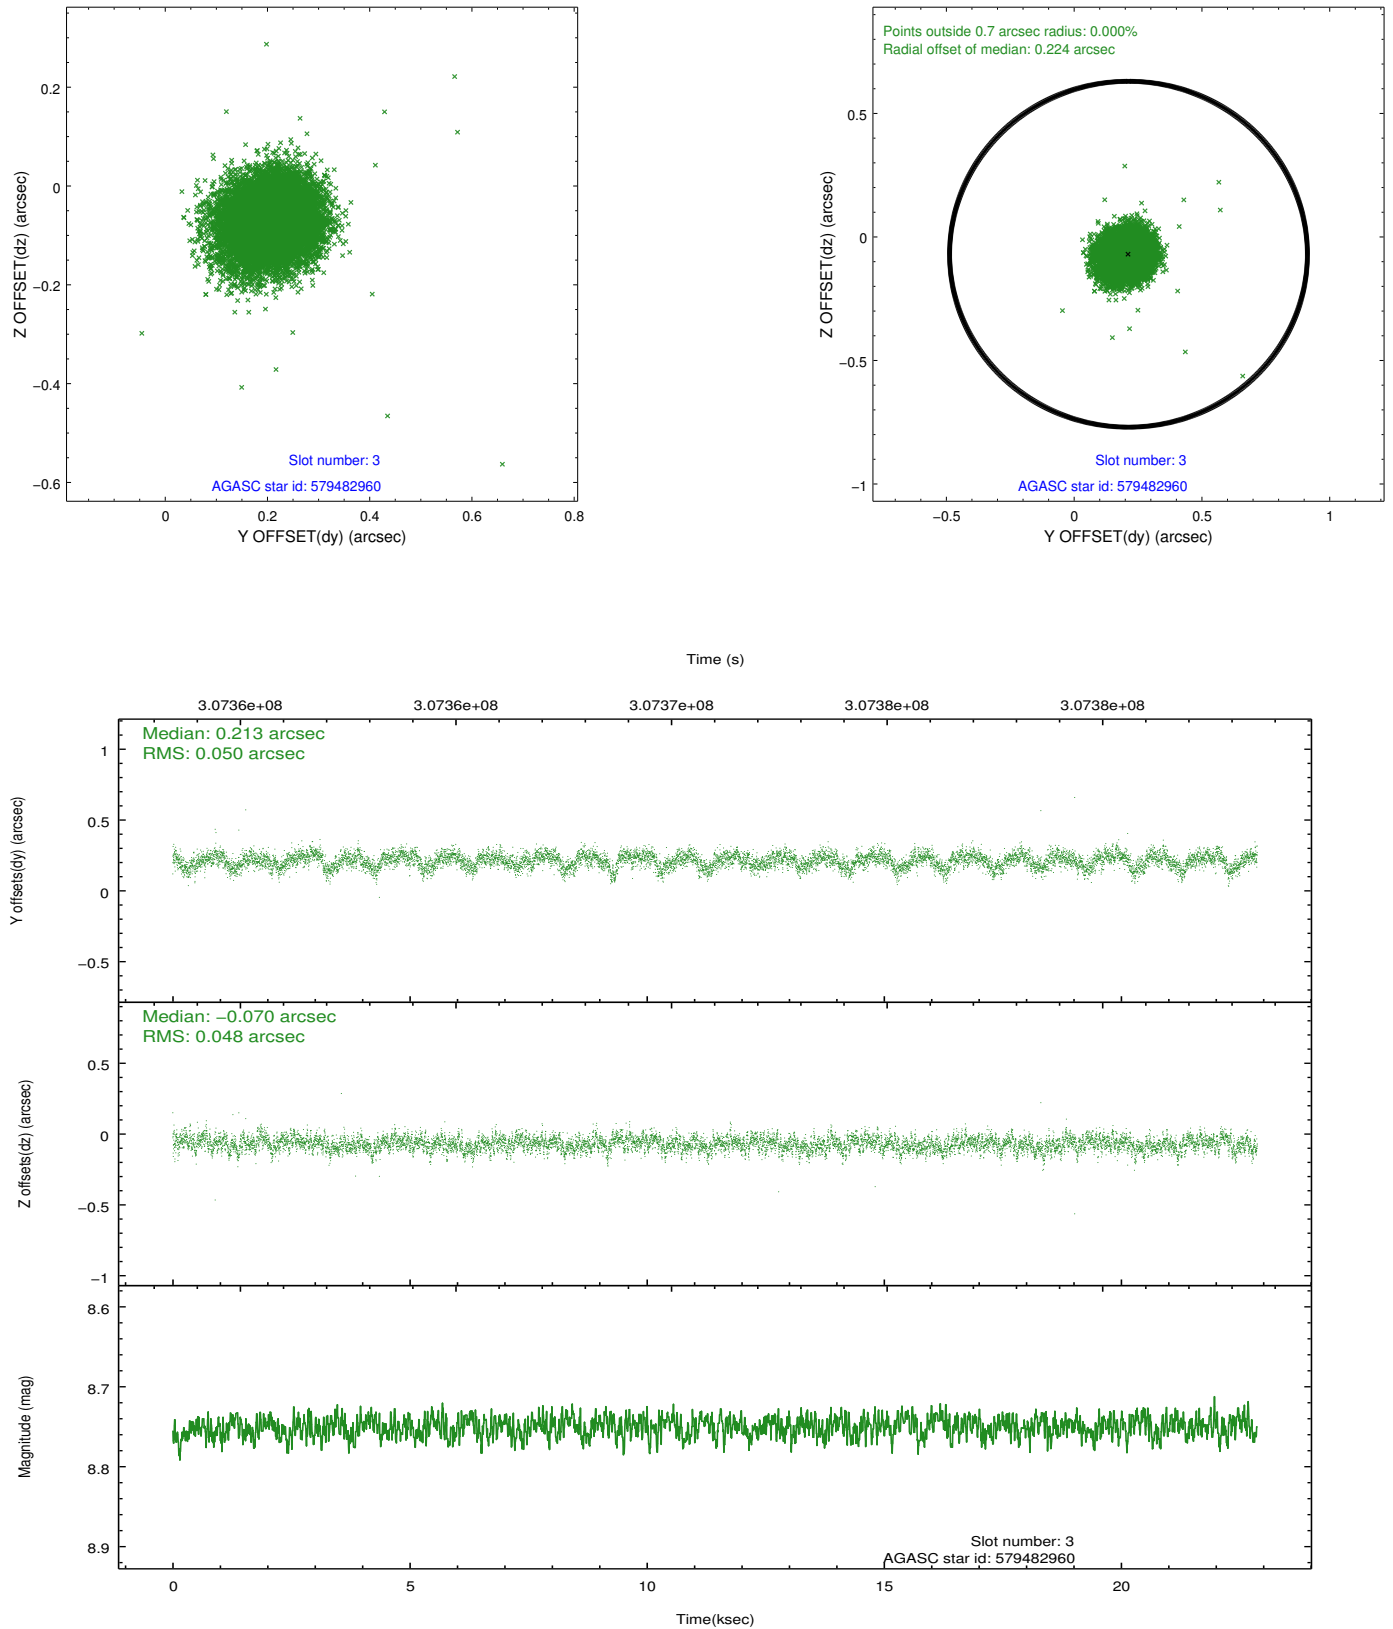 0.2
0
−0.2
−0.4
−0.6
Z OFFSET(dz) (arcsec)
Slot number: 3
AGASC star id: 579482960
0 0.2 0.4 0.6 0.8
Y OFFSET(dy) (arcsec)
Points outside 0.7 arcsec radius: 0.000%
Radial offset of median: 0.224 arcsec
0.5
0
−0.5
−1
Z OFFSET(dz) (arcsec)
Slot number: 3
AGASC star id: 579482960
−0.5 0 0.5 1
Y OFFSET(dy) (arcsec)
Time (s)
3.0736e+08 3.0736e+08 3.0737e+08 3.0738e+08 3.0738e+08
Median: 0.213 arcsec
RMS: 0.050 arcsec
1
0.5
0
−0.5
Y offsets(dy) (arcsec)
Median: −0.070 arcsec
RMS: 0.048 arcsec
0.5
0
−0.5
−1
Z offsets(dz) (arcsec)
8.6
8.7
8.8
8.9
Magnitude (mag)
Slot number: 3
AGASC star id: 579482960
0 5 10 15 20
Time(ksec)